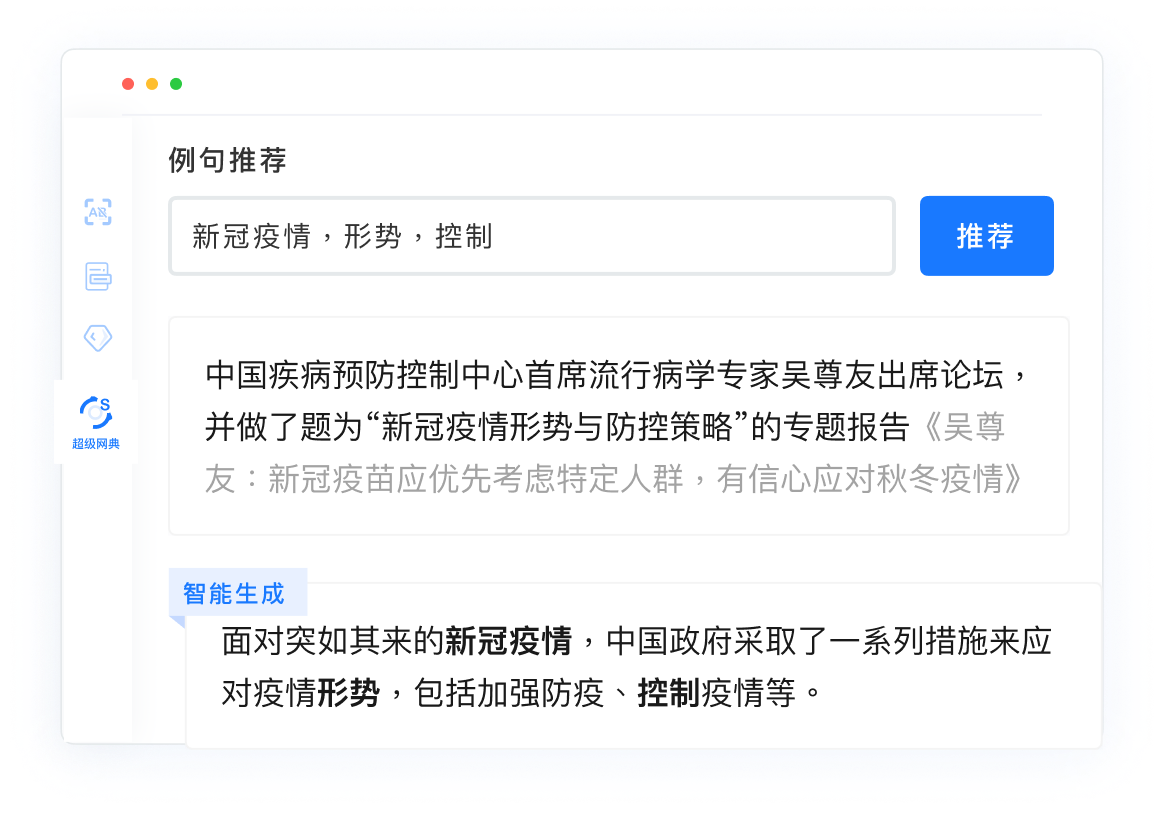 例句推荐
新冠疫情，形势，控制
推荐
中国疾病预防控制中心首席流行病学专家吴尊友出席论坛，
并做了题为“新冠疫情形势与防控策略”的专题报告《吴尊
友：新冠疫苗应优先考虑特定人群，有信心应对秋冬疫情》
S
超级网典
智能生成
面对突如其来的新冠疫情，中国政府采取了一系列措施来应
对疫情形势，包括加强防疫、控制疫情等。